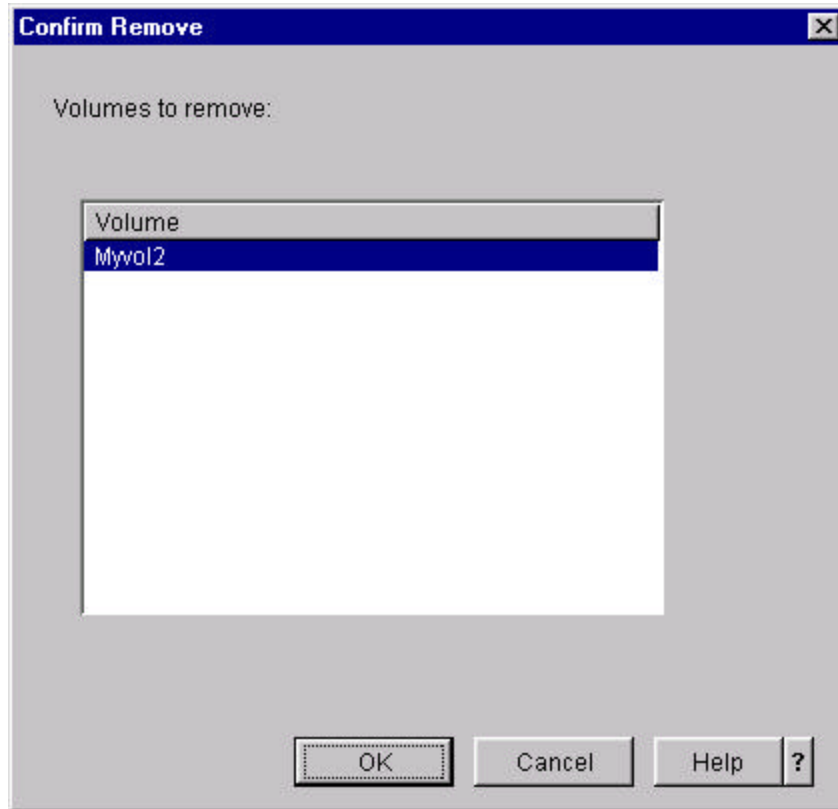 Confirm Remove
Volumes to remove:
Volume
Myvol2
OK Cancel Help ?